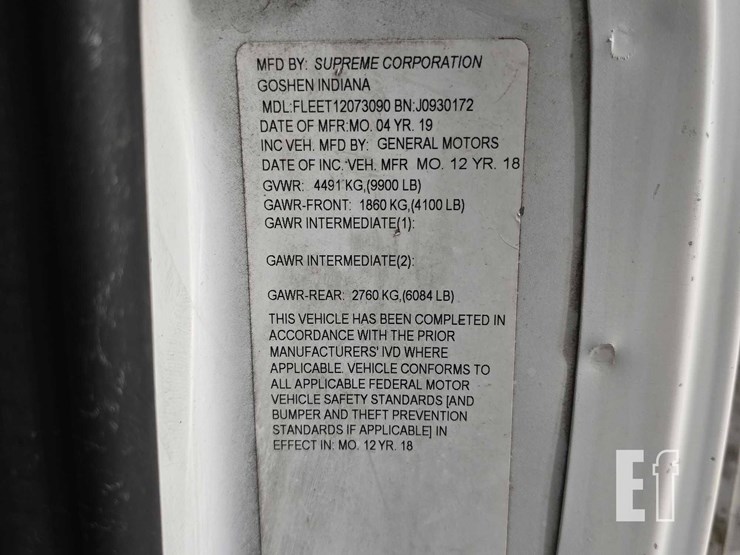 MFD BY: SUPREME CORPORATION
GOSHEN INDIANA
MDL:FLEET12073090 BN:J0930172
DATE OF MFR:MO. 04 YR. 19
INC VEH. MFD BY: GENERAL MOTORS
DATE OF INC. VEH. MFR MO. 12 YR. 18
GVWR: 4491 KG,(9900 LB)
GAWR-FRONT: 1860 KG,(4100 LB)
GAWR INTERMEDIATE(1):
GAWR INTERMEDIATE(2):
GAWR-REAR: 2760 KG,(6084 LB)
THIS VEHICLE HAS BEEN COMPLETED IN
ACCORDANCE WITH THE PRIOR
MANUFACTURERS' IVD WHERE
APPLICABLE. VEHICLE CONFORMS TO
ALL APPLICABLE FEDERAL MOTOR
VEHICLE SAFETY STANDARDS [AND
BUMPER AND THEFT PREVENTION
STANDARDS IF APPLICABLE] IN
EFFECT IN: MO. 12 YR. 18
Ef